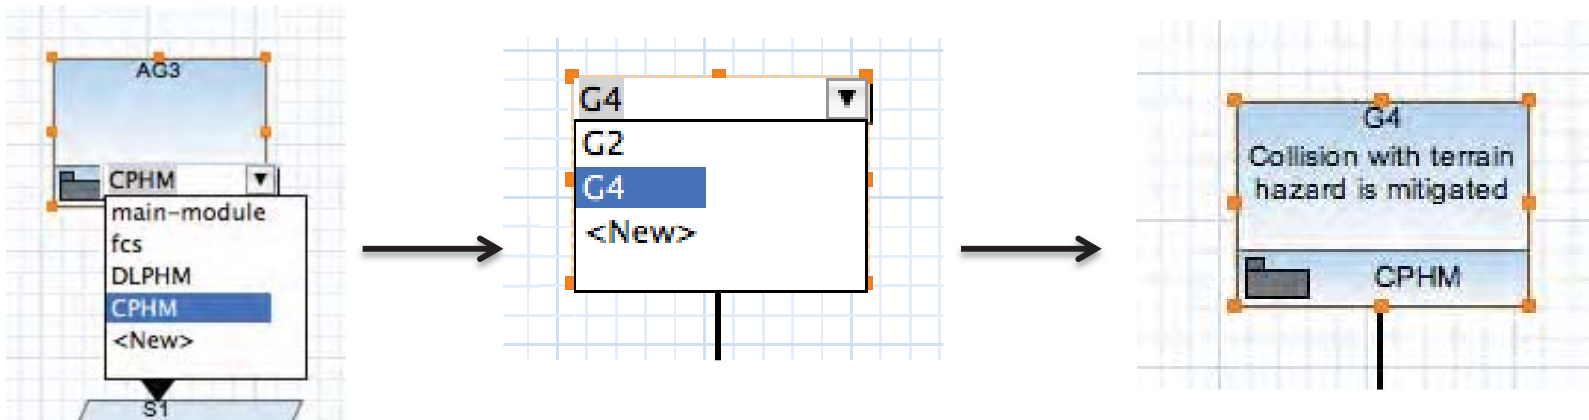 AG3
CPHM
main-module
fcs
DLPHM
CPHM
<New>
S1
G4
G2
G4
<New>
G4
Collision with terrain
hazard is mitigated
CPHM